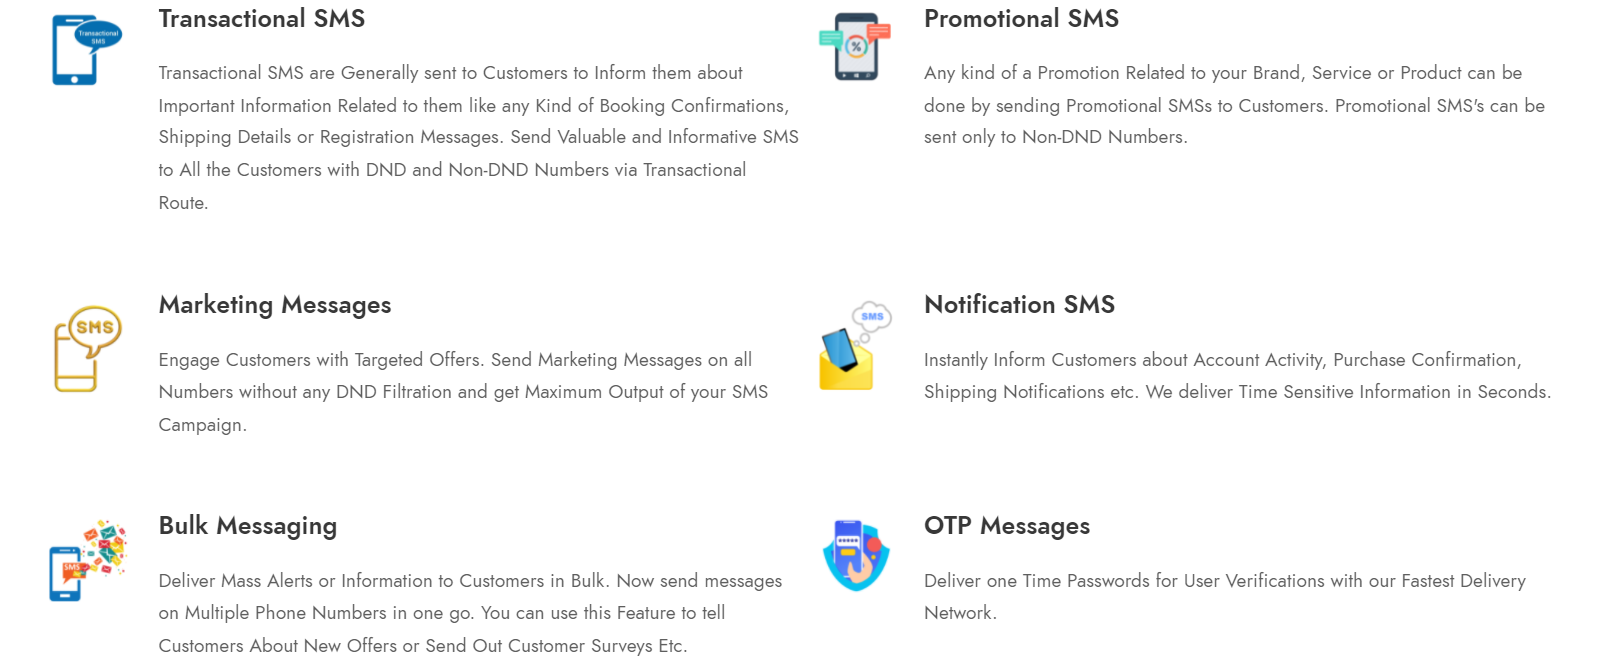 Transactional SMS
Transactional
SMS
Transactional SMS are Generally sent to Customers to Inform them about
Important Information Related to them like any Kind of Booking Confirmations,
Shipping Details or Registration Messages. Send Valuable and Informative SMS
to All the Customers with DND and Non-DND Numbers via Transactional
Route.
Promotional SMS
%
Any kind of a Promotion Related to your Brand, Service or Product can be
done by sending Promotional SMSs to Customers. Promotional SMS's can be
sent only to Non-DND Numbers.
Marketing Messages
SMS
Engage Customers with Targeted Offers. Send Marketing Messages on all
Numbers without any DND Filtration and get Maximum Output of your SMS
Campaign.
Notification SMS
SMS
Instantly Inform Customers about Account Activity, Purchase Confirmation,
Shipping Notifications etc. We deliver Time Sensitive Information in Seconds.
Bulk Messaging
SMS
Deliver Mass Alerts or Information to Customers in Bulk. Now send messages
on Multiple Phone Numbers in one go. You can use this Feature to tell
Customers About New Offers or Send Out Customer Surveys Etc.
OTP Messages
Deliver one Time Passwords for User Verifications with our Fastest Delivery
Network.